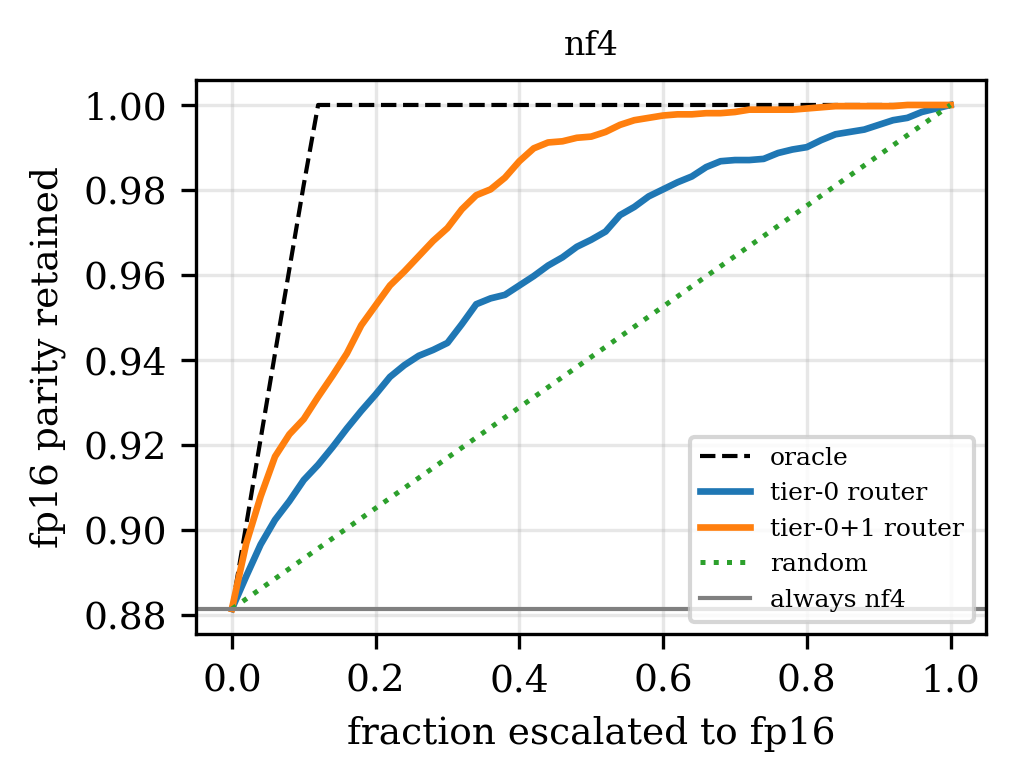 nf4
1.00
0.98
0.96
0.94
0.92
0.90
0.88
fp16 parity retained
oracle
tier-0 router
tier-0+1 router
random
always nf4
0.0 0.2 0.4 0.6 0.8 1.0
fraction escalated to fp16